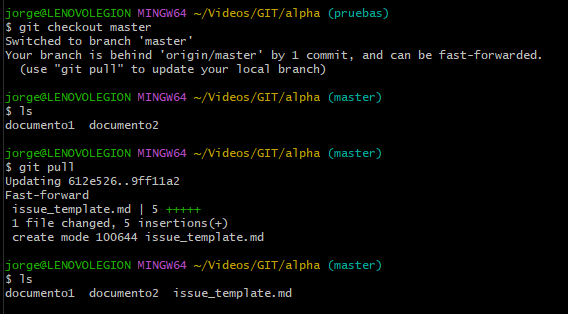 jorge@LENOVOLEGION MINGW64 ~/Videos/GIT/alpha (pruebas)
$ git checkout master
Switched to branch 'master'
Your branch is behind 'origin/master' by 1 commit, and can be fast-forwarded.
  (use "git pull" to update your local branch)
jorge@LENOVOLEGION MINGW64 ~/Videos/GIT/alpha (master)
$ ls
documento1  documento2
jorge@LENOVOLEGION MINGW64 ~/Videos/GIT/alpha (master)
$ git pull
Updating 612e526..9ff11a2
Fast-forward
 issue_template.md | 5 +++++
 1 file changed, 5 insertions(+)
 create mode 100644 issue_template.md
jorge@LENOVOLEGION MINGW64 ~/Videos/GIT/alpha (master)
$ ls
documento1  documento2  issue_template.md